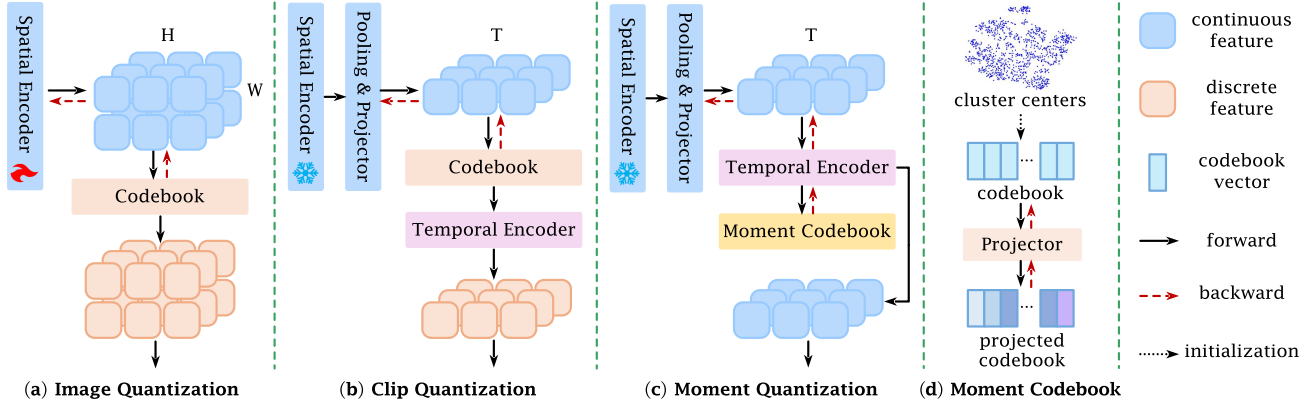 Spatial Encoder
H
W
Codebook
(a) Image Quantization
Spatial Encoder
Pooling & Projector
T
Codebook
Temporal Encoder
(b) Clip Quantization
Spatial Encoder
Pooling & Projector
T
Temporal Encoder
Moment Codebook
(c) Moment Quantization
cluster centers
...
codebook
Projector
...
projected
codebook
(d) Moment Codebook
continuous
feature
discrete
feature
codebook
vector
forward
backward
initialization